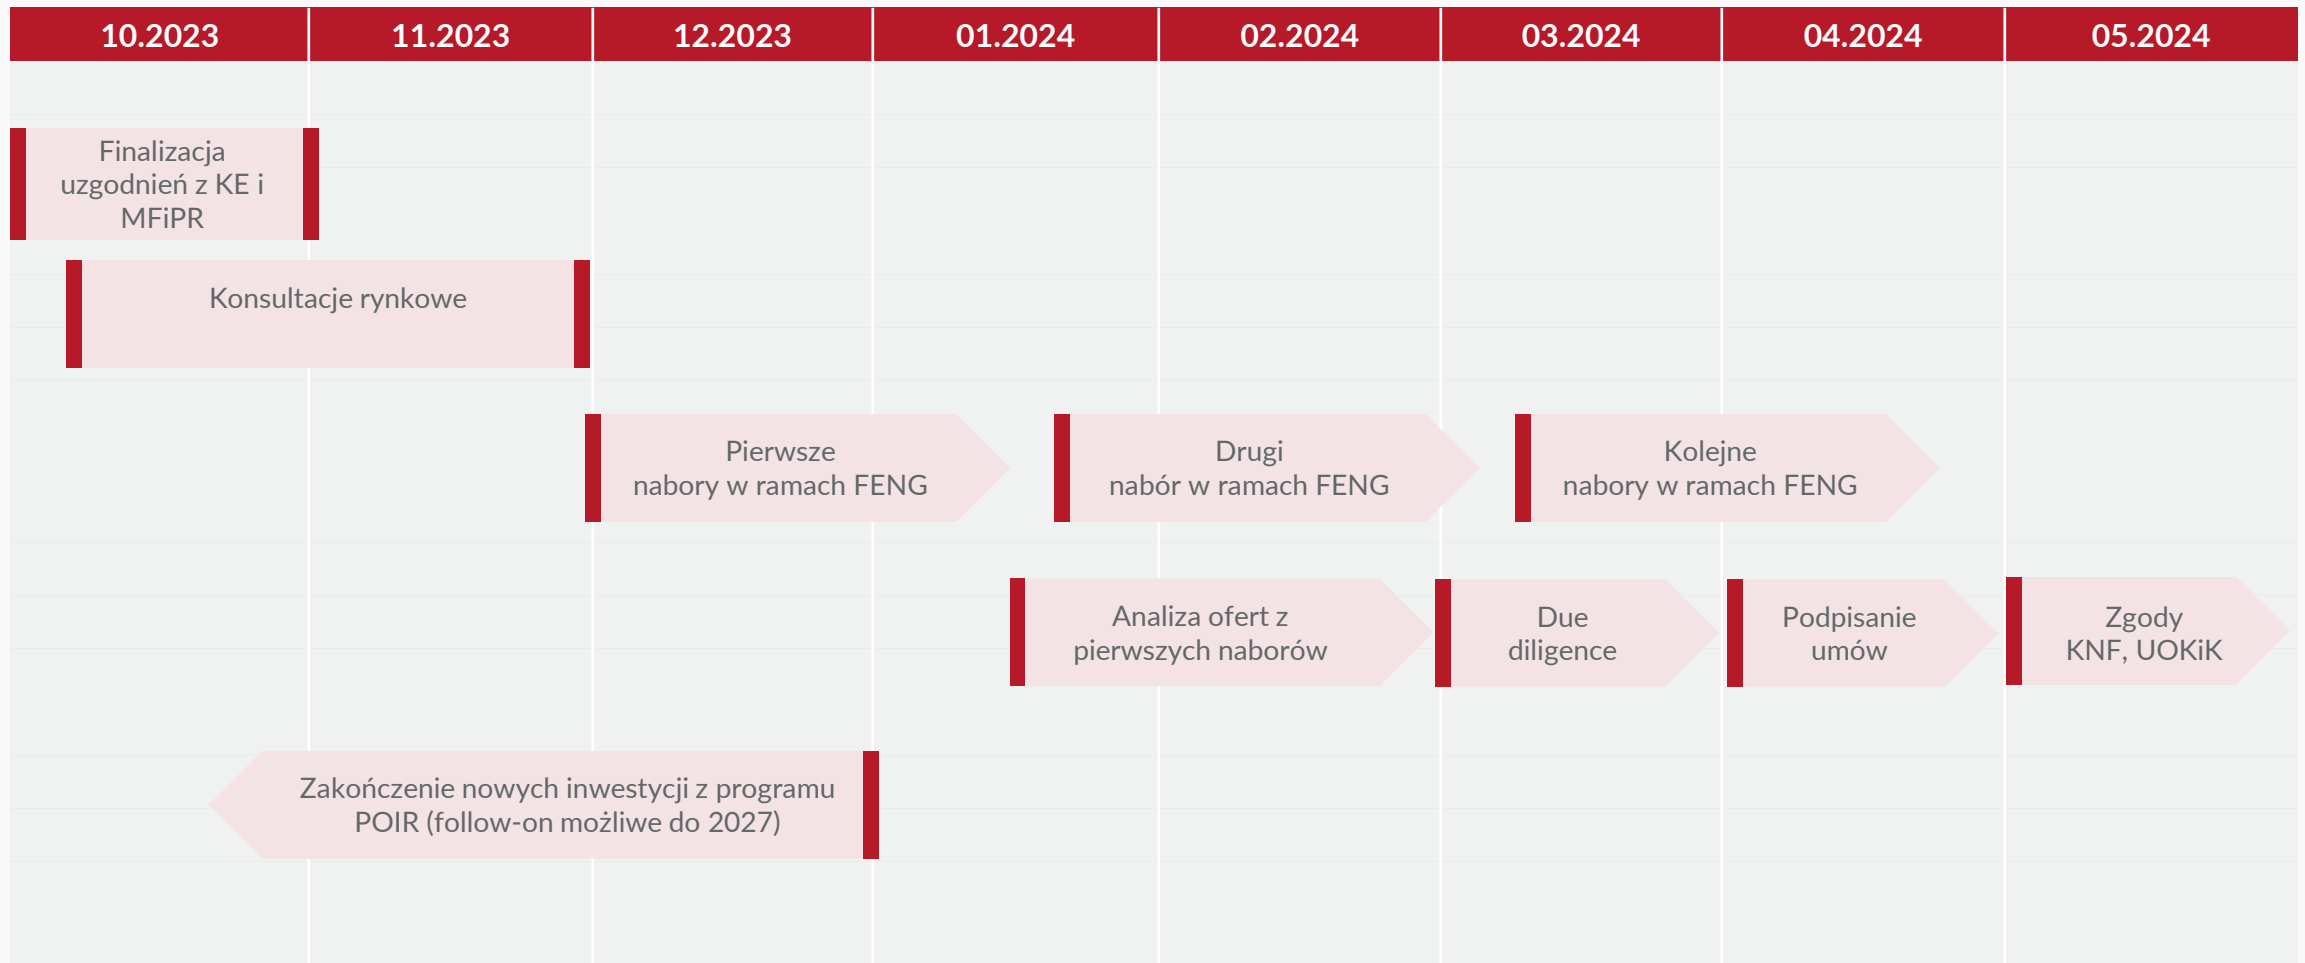 10.2023
11.2023
12.2023
01.2024
02.2024
03.2024
04.2024
05.2024
Finalizacja
uzgodnień z KE i
MFiPR
Konsultacje rynkowe
Pierwsze
nabory w ramach FENG
Drugi
nabór w ramach FENG
Kolejne
nabory w ramach FENG
Analiza ofert z
pierwszych naborów
Due
diligence
Podpisanie
umów
Zgody
KNF, UOKiK
Zakończenie nowych inwestycji z programu
POIR (follow-on możliwe do 2027)